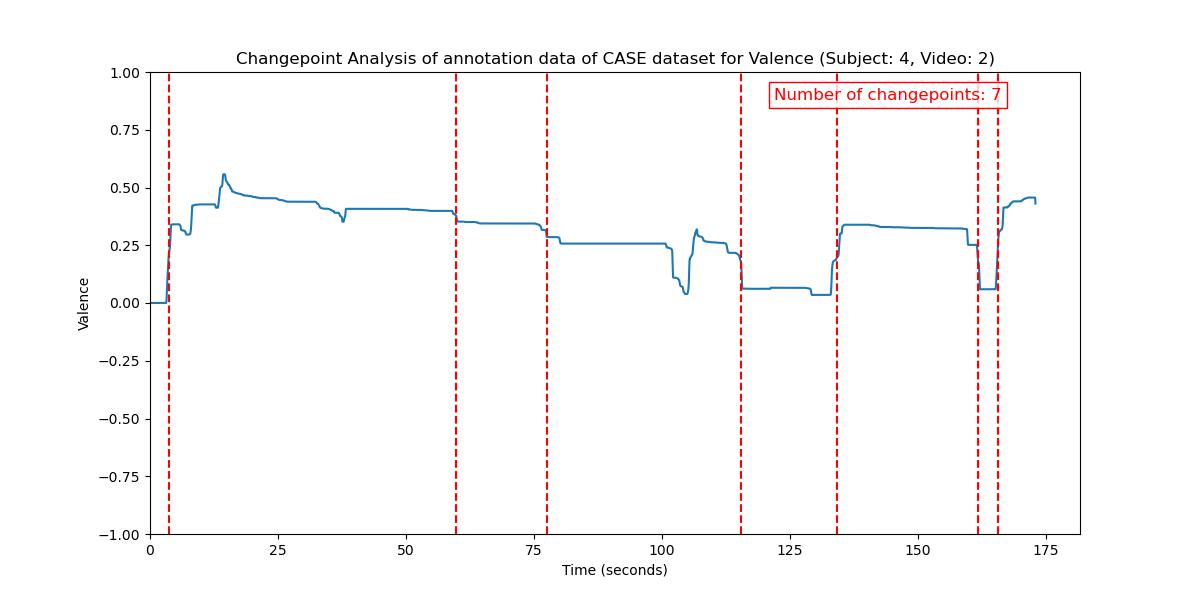 Changepoint Analysis of annotation data of CASE dataset for Valence (Subject: 4, Video: 2)
Number of changepoints: 7
1.00
0.75
0.50
0.25
0.00
−0.25
−0.50
−0.75
−1.00
Valence
0 25 50 75 100 125 150 175
Time (seconds)